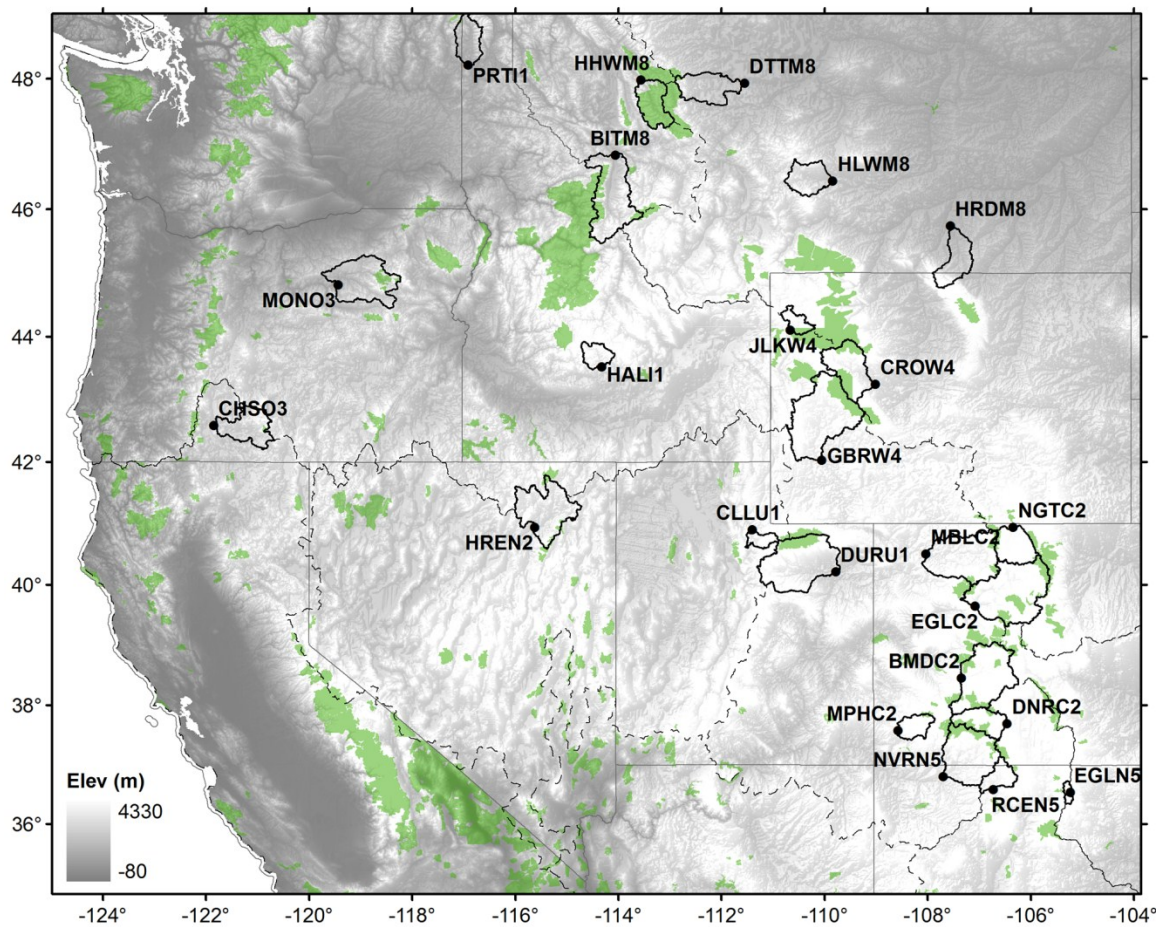 48°
46°
44°
42°
40°
38°
36°
PRTI1
HHWM8
DTTM8
BITM8
HLWM8
HRDM8
MONO3
JLKW4
HALI1
CROW4
CHSO3
GBRW4
NGTC2
CLLU1
MBLC2
HREN2
DURU1
EGLC2
BMDC2
MPHC2
DNRC2
NVRN5
EGLN5
RCEN5
Elev (m)
4330
-80
-124°
-122°
-120°
-118°
-116°
-114°
-112°
-110°
-108°
-106°
-104°